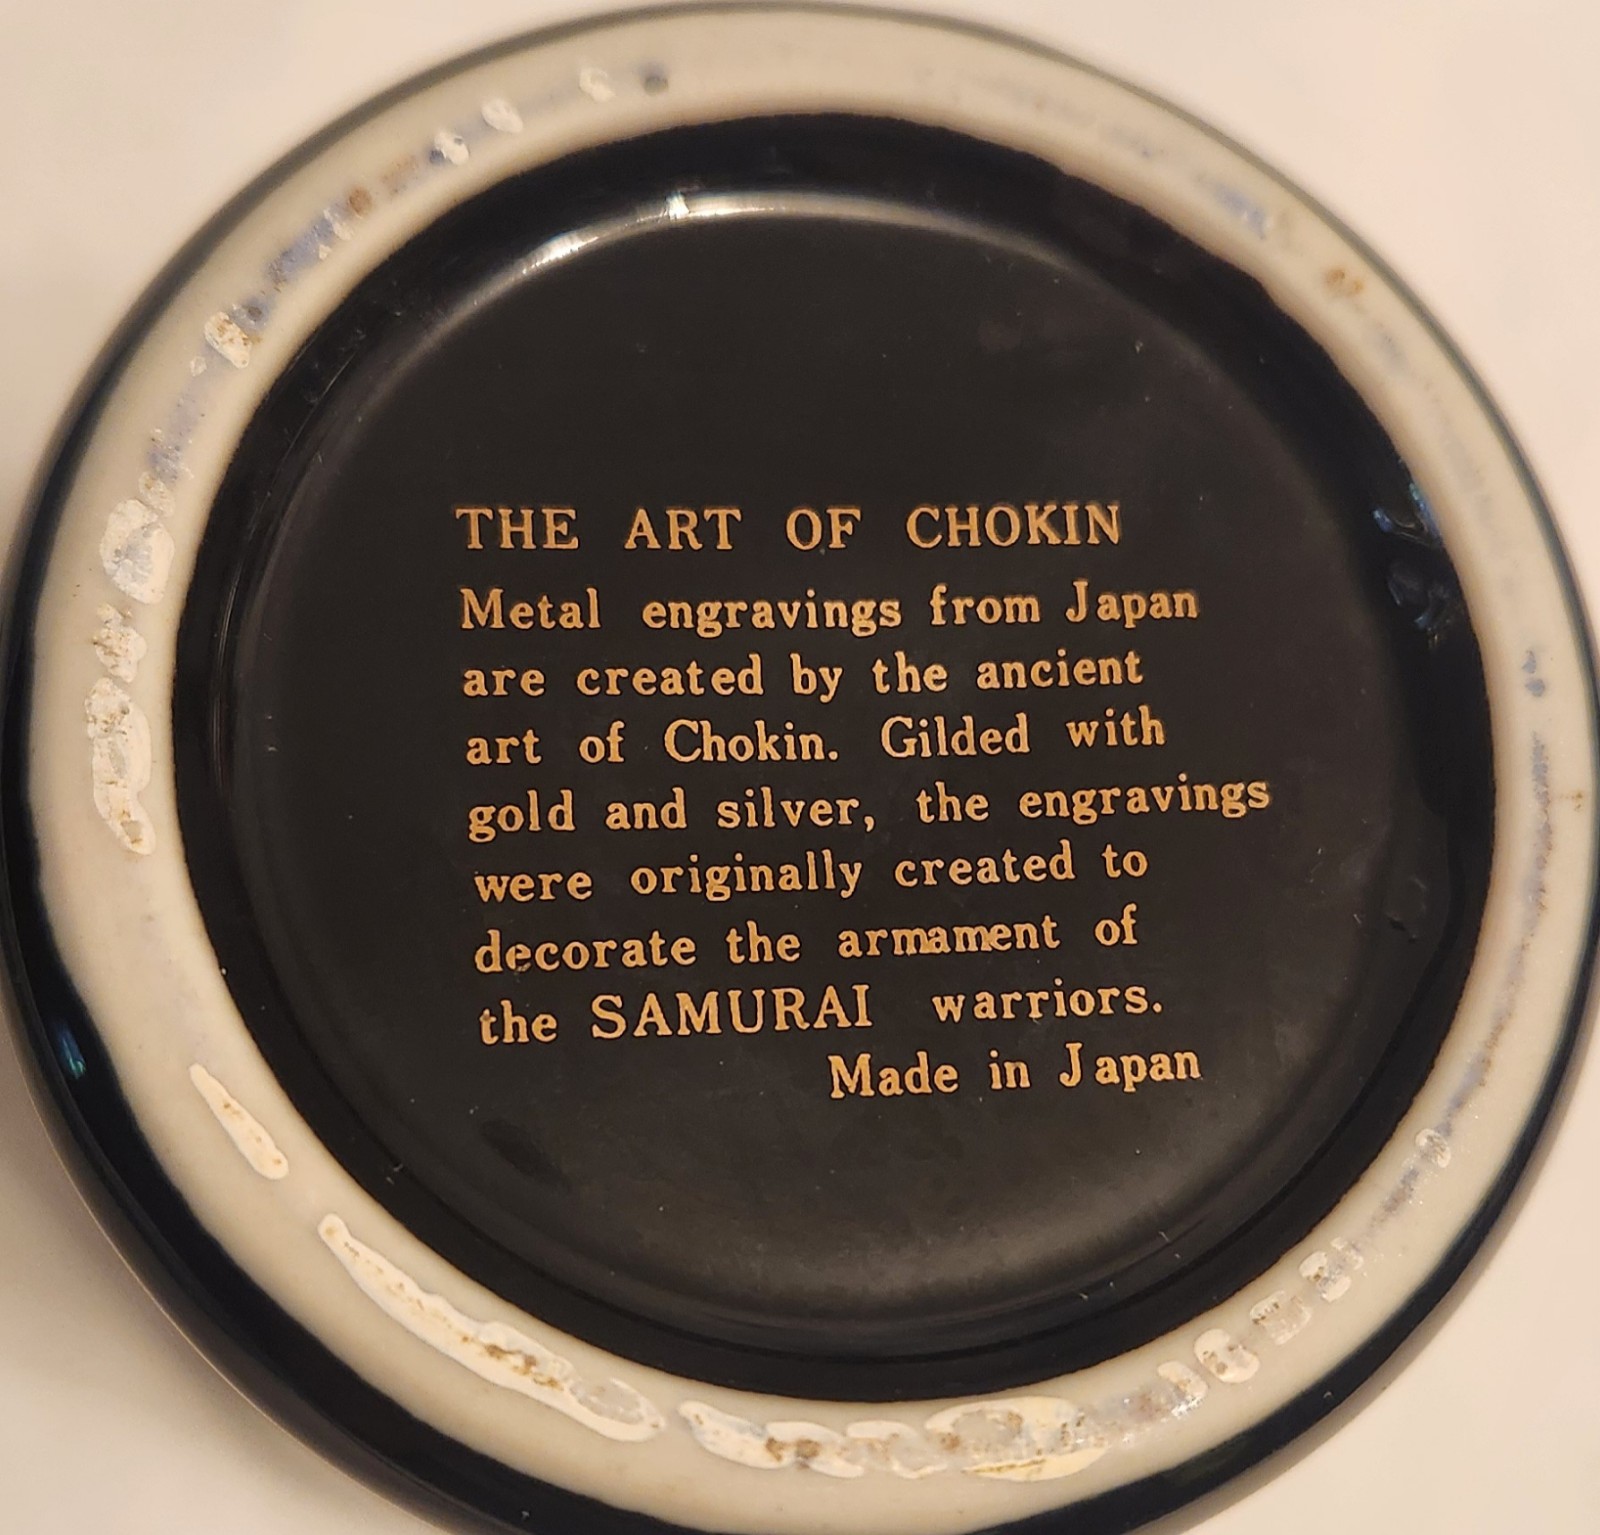 THE ART OF CHOKIN
Metal engravings from Japan
are created by the ancient
art of Chokin. Gilded with
gold and silver, the engravings
were originally created to
decorate the armament of
the SAMURAI warriors.
Made in Japan